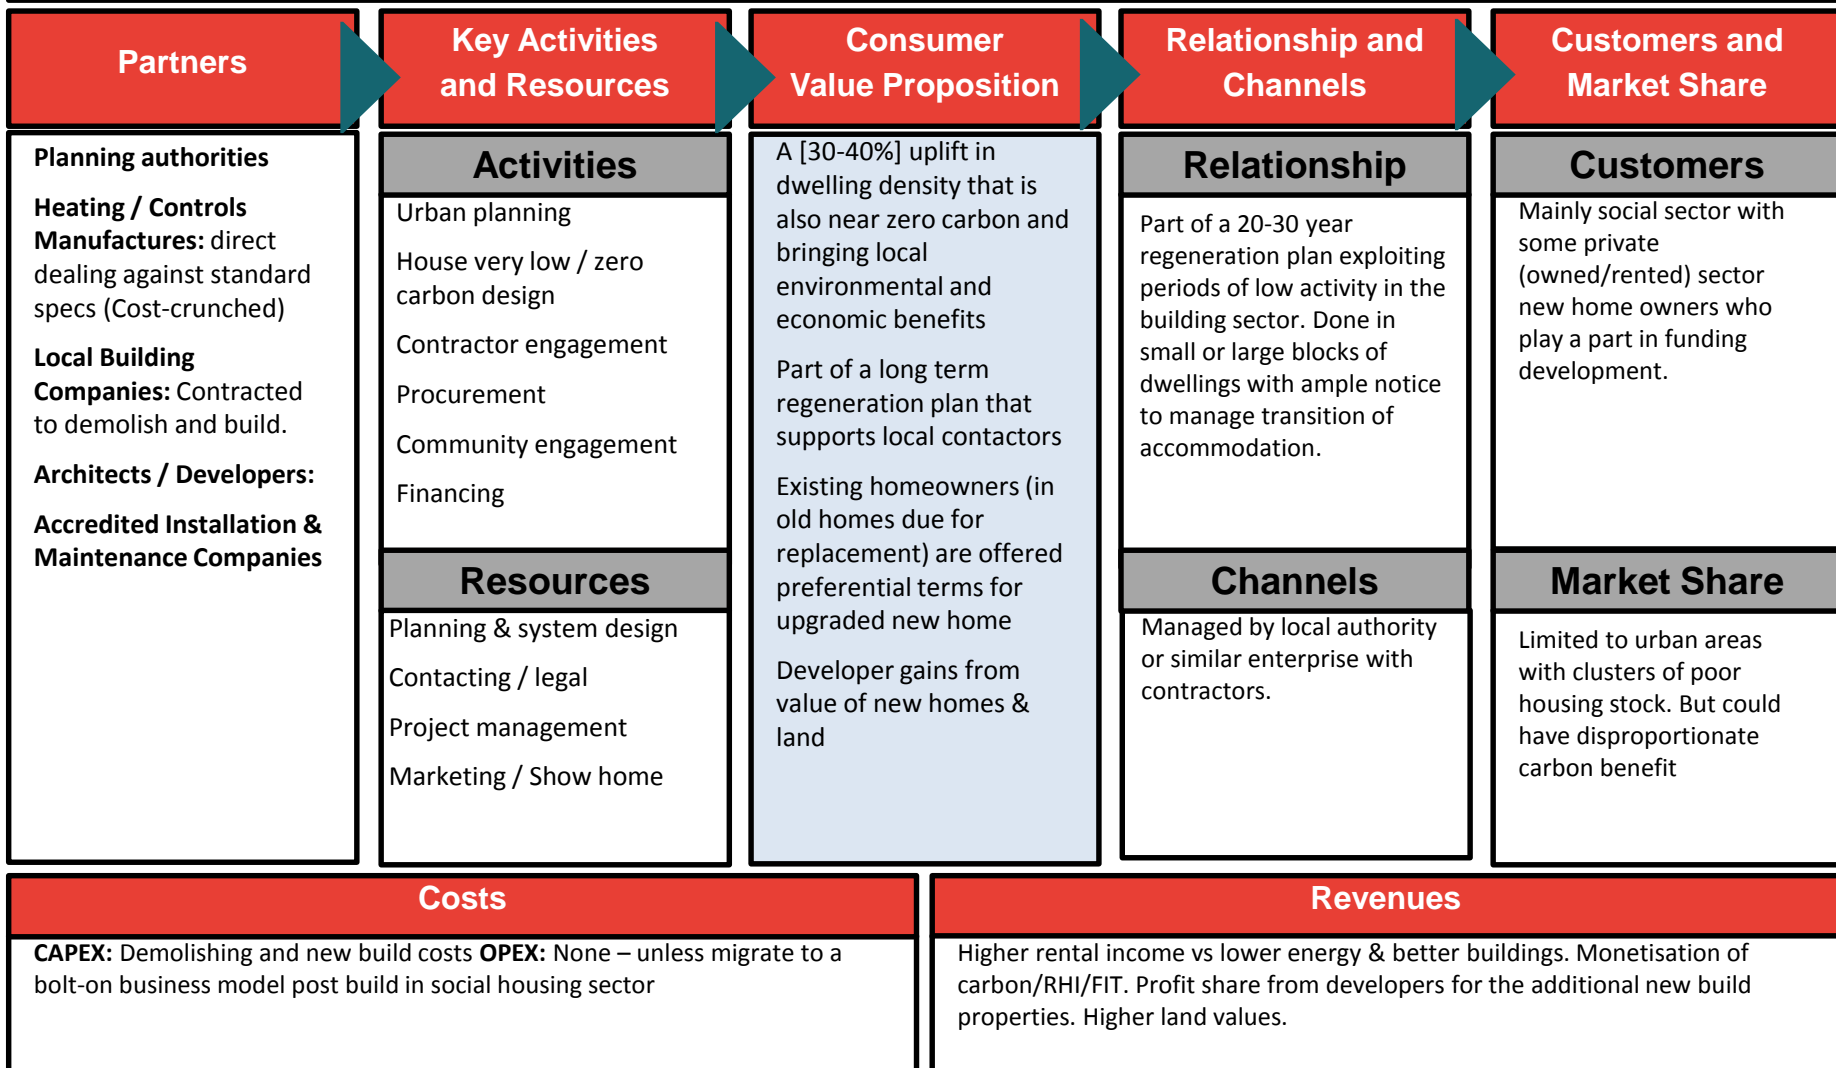 Partners
Key Activities
and Resources
Consumer
Value Proposition
Relationship and
Channels
Customers and
Market Share
Planning authorities
Heating / Controls
Manufactures: direct
dealing against standard
specs (Cost-crunched)
Local Building
Companies: Contracted
to demolish and build.
Architects / Developers:
Accredited Installation &
Maintenance Companies
Activities
Urban planning
House very low / zero
carbon design
Contractor engagement
Procurement
Community engagement
Financing
Resources
Planning & system design
Contacting / legal
Project management
Marketing / Show home
A [30-40%] uplift in
dwelling density that is
also near zero carbon and
bringing local
environmental and
economic benefits
Part of a long term
regeneration plan that
supports local contactors
Existing homeowners (in
old homes due for
replacement) are offered
preferential terms for
upgraded new home
Developer gains from
value of new homes &
land
Relationship
Part of a 20-30 year
regeneration plan exploiting
periods of low activity in the
building sector. Done in
small or large blocks of
dwellings with ample notice
to manage transition of
accommodation.
Channels
Managed by local authority
or similar enterprise with
contractors.
Customers
Mainly social sector with
some private
(owned/rented) sector
new home owners who
play a part in funding
development.
Market Share
Limited to urban areas
with clusters of poor
housing stock. But could
have disproportionate
carbon benefit
Costs
CAPEX: Demolishing and new build costs OPEX: None – unless migrate to a
bolt-on business model post build in social housing sector
Revenues
Higher rental income vs lower energy & better buildings. Monetisation of
carbon/RHI/FIT. Profit share from developers for the additional new build
properties. Higher land values.